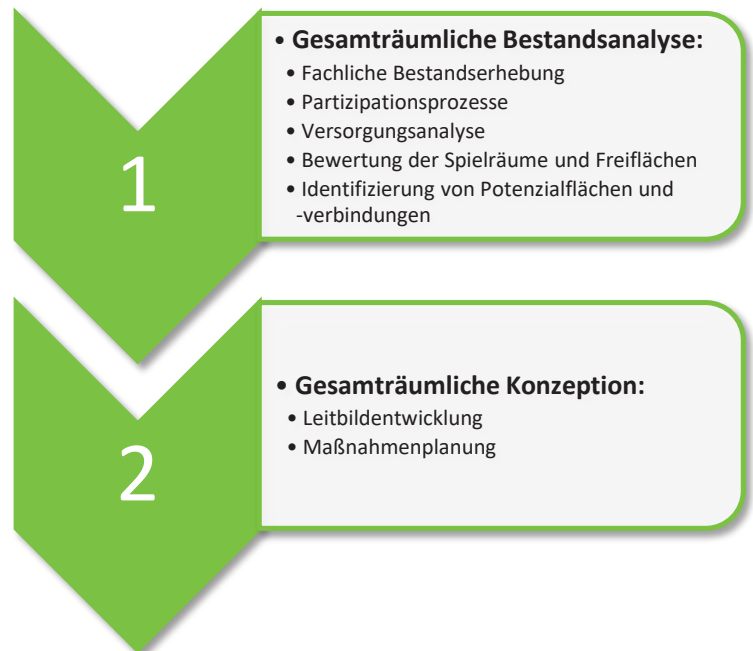 1
• Gesamträumliche Bestandsanalyse:
• Fachliche Bestandserhebung
• Partizipationsprozesse
• Versorgungsanalyse
• Bewertung der Spielräume und Freiflächen
• Identifizierung von Potenzialflächen und
-verbindungen
2
• Gesamträumliche Konzeption:
• Leitbildentwicklung
• Maßnahmenplanung